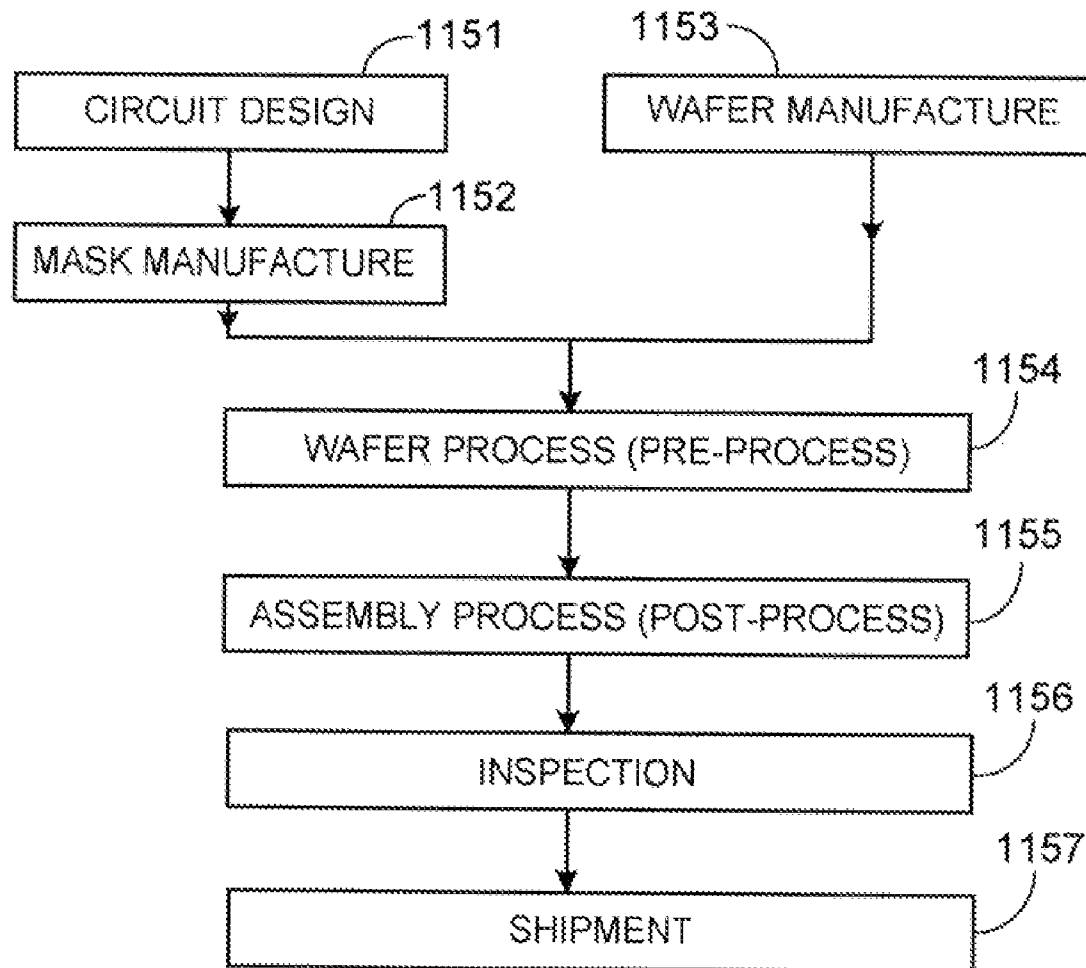 1151
CIRCUIT DESIGN
1153
WAFER MANUFACTURE
1152
MASK MANUFACTURE
1154
WAFER PROCESS (PRE-PROCESS)
1155
ASSEMBLY PROCESS (POST-PROCESS)
1156
INSPECTION
1157
SHIPMENT